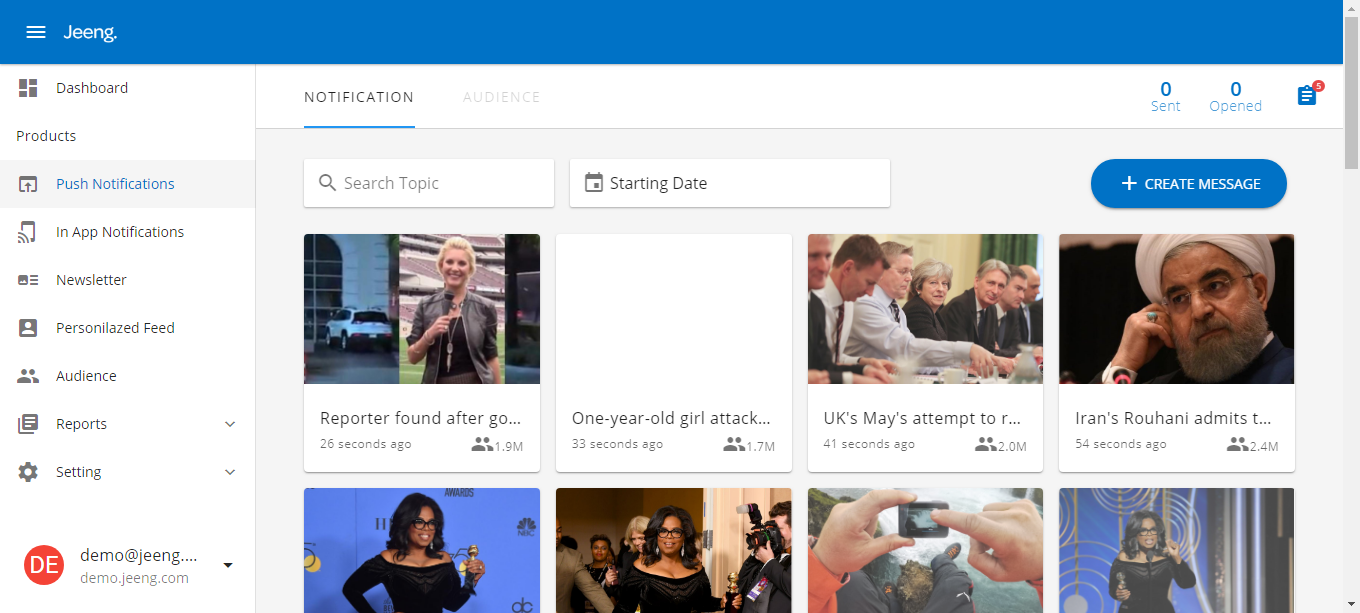 Jeeng.
Dashboard
Products
Push Notifications
In App Notifications
Newsletter
Personilazed Feed
Audience
Reports
Setting
DE
demo@jeeng....
demo.jeeng.com
NOTIFICATION
AUDIENCE
0
Sent
0
Opened
5
Search Topic
Starting Date
+ CREATE MESSAGE
Reporter found after go...
26 seconds ago
1.9M
One-year-old girl attack...
33 seconds ago
1.7M
UK's May's attempt to r...
41 seconds ago
2.0M
Iran's Rouhani admits t...
54 seconds ago
2.4M
AWARDS
NBC
dc